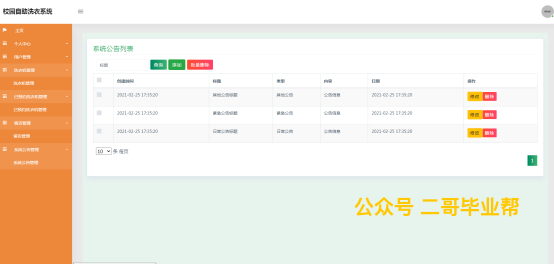 校园自助洗衣系统
主页
个人中心
用户管理
洗衣机管理
洗衣机管理
已预约洗衣机管理
已预约洗衣机管理
报修管理
报修管理
系统公告管理
系统公告管理
系统公告列表
标题 查询 添加 批量删除
创建时间 标题 类型 内容 日期 操作
2021-02-25 17:35:20 其他公告标题 其他公告 公告信息 2021-02-25 17:35:20 修改 删除
2021-02-25 17:35:20 紧急公告标题 紧急公告 公告信息 2021-02-25 17:35:20 修改 删除
2021-02-25 17:35:20 日常公告标题 日常公告 公告信息 2021-02-25 17:35:20 修改 删除
10 条 每页
1
公众号 二哥毕业帮